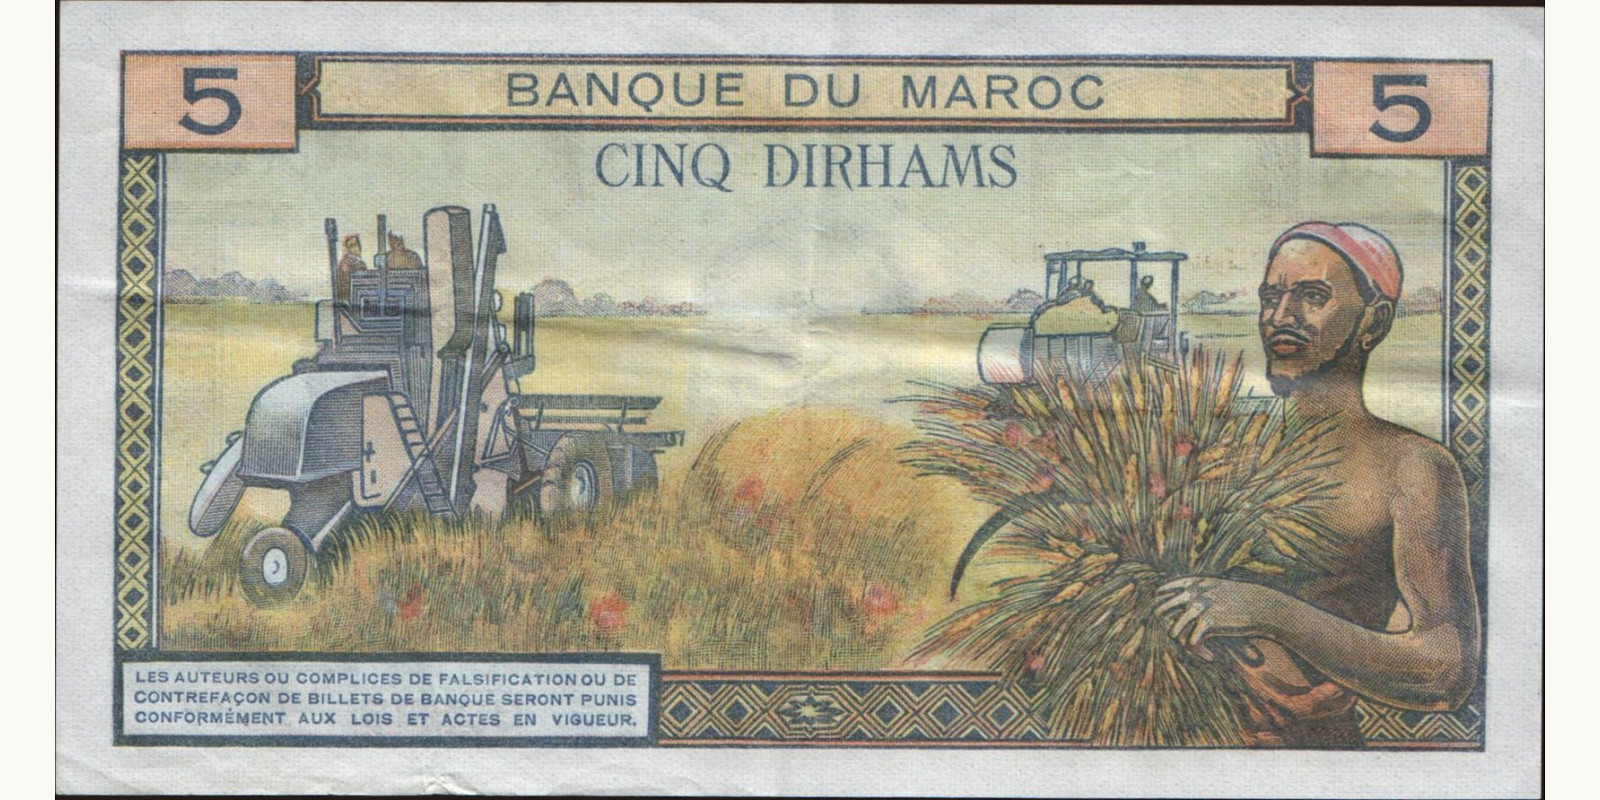 5 BANQUE DU MAROC 5
CINQ DIRHAMS
LES AUTEURS OU COMPLICES DE FALSIFICATION OU DE
CONTREFAÇON DE BILLETS DE BANQUE SERONT PUNIS
CONFORMÉMENT AUX LOIS ET ACTES EN VIGUEUR.